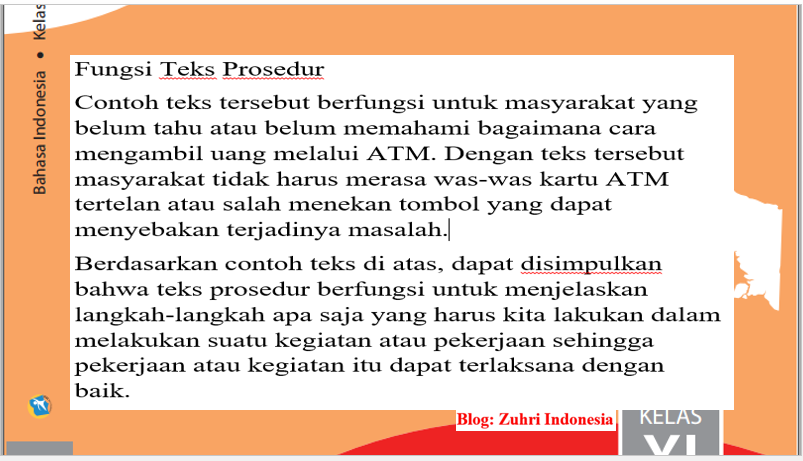 Bahasa Indonesia • Kelas
Fungsi Teks Prosedur
Contoh teks tersebut berfungsi untuk masyarakat yang
belum tahu atau belum memahami bagaimana cara
mengambil uang melalui ATM. Dengan teks tersebut
masyarakat tidak harus merasa was-was kartu ATM
tertelan atau salah menekan tombol yang dapat
menyebakan terjadinya masalah.
Berdasarkan contoh teks di atas, dapat disimpulkan
bahwa teks prosedur berfungsi untuk menjelaskan
langkah-langkah apa saja yang harus kita lakukan dalam
melakukan suatu kegiatan atau pekerjaan sehingga
pekerjaan atau kegiatan itu dapat terlaksana dengan
baik.
Blog: Zuhri Indonesia
KELAS
XI